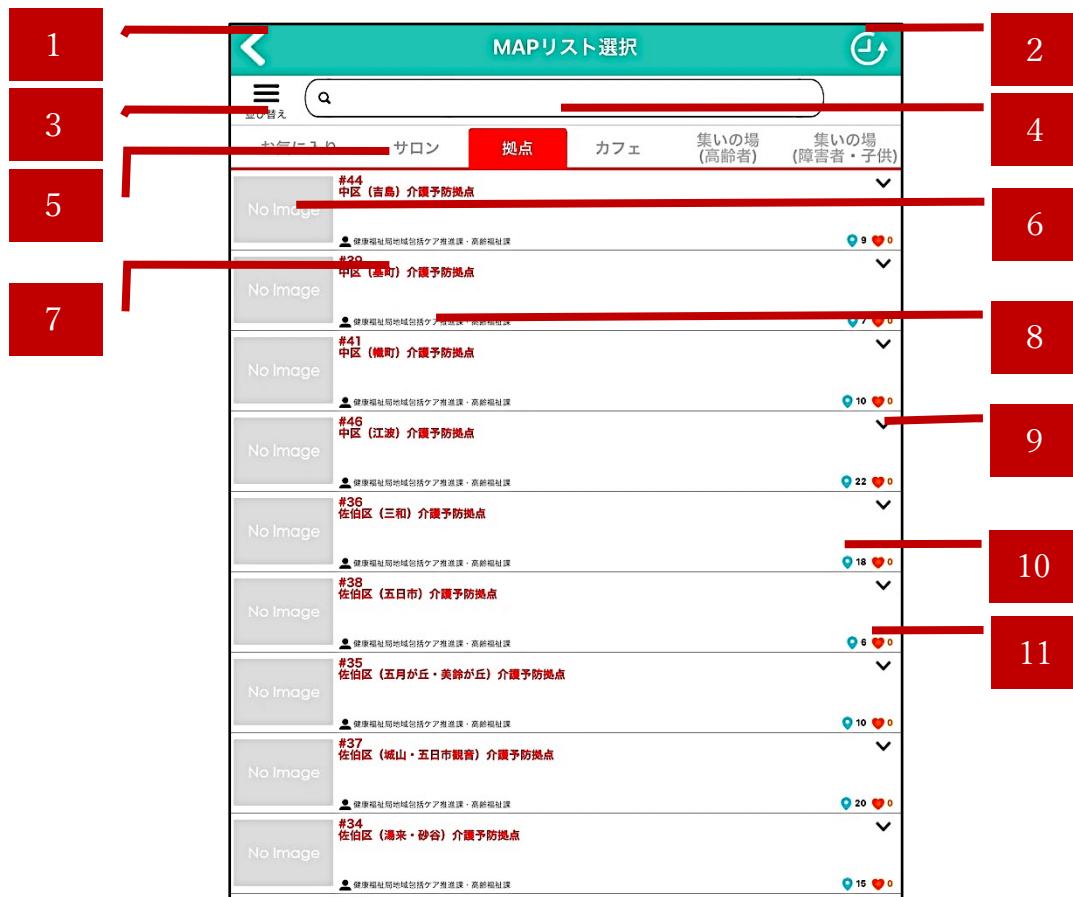 1
MAPリスト選択
2
3
並び替え
4
お気に入り サロン 拠点 カフェ 集いの場 (高齢者) 集いの場 (障害者・子供)
5
#44
中区（吉島）介護予防拠点
No Image
6
健康福祉局地域包括ケア推進課・高齢福祉課
9 0
7
#39
中区（基町）介護予防拠点
No Image
健康福祉局地域包括ケア推進課・高齢福祉課
7 0
8
#41
中区（幟町）介護予防拠点
No Image
健康福祉局地域包括ケア推進課・高齢福祉課
10 0
#46
中区（江波）介護予防拠点
9
No Image
健康福祉局地域包括ケア推進課・高齢福祉課
22 0
#36
佐伯区（三和）介護予防拠点
No Image
健康福祉局地域包括ケア推進課・高齢福祉課
18 0
10
#38
佐伯区（五日市）介護予防拠点
No Image
健康福祉局地域包括ケア推進課・高齢福祉課
6 0
11
#35
佐伯区（五月が丘・美鈴が丘）介護予防拠点
No Image
健康福祉局地域包括ケア推進課・高齢福祉課
10 0
#37
佐伯区（城山・五日市観音）介護予防拠点
No Image
健康福祉局地域包括ケア推進課・高齢福祉課
20 0
#34
佐伯区（湯来・砂谷）介護予防拠点
No Image
健康福祉局地域包括ケア推進課・高齢福祉課
15 0